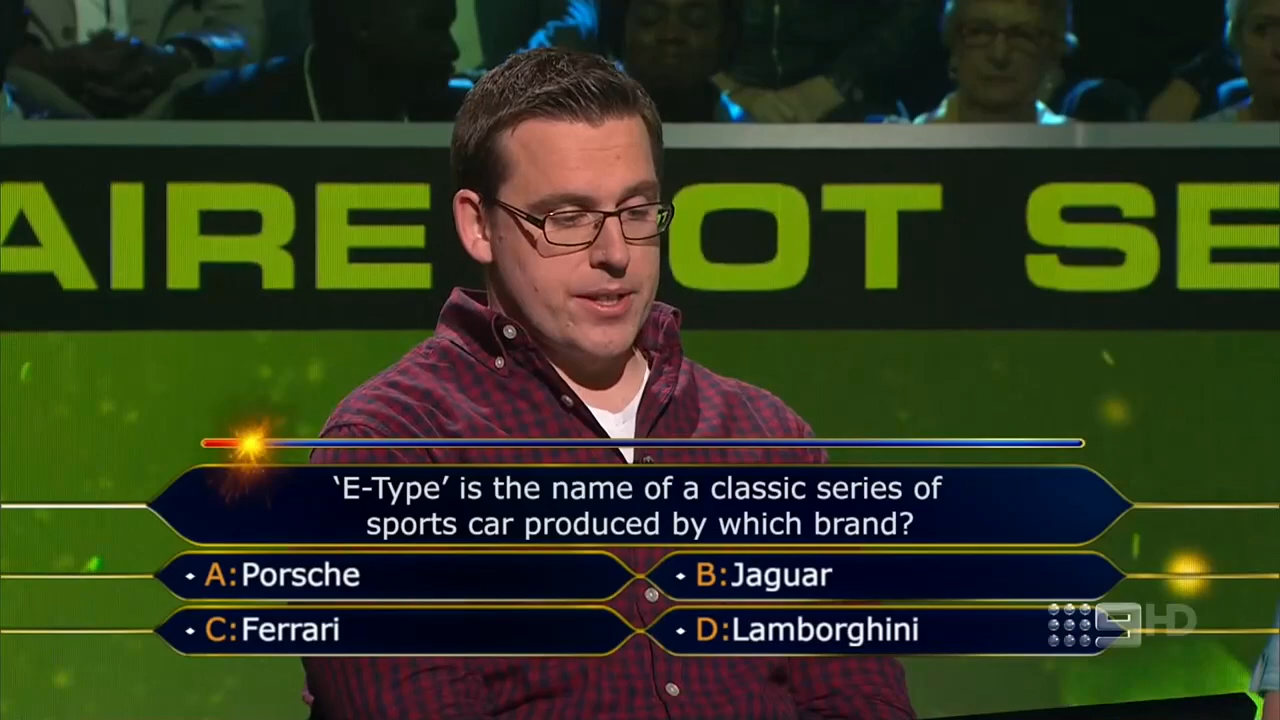 AIRE OT SE
‘E-Type’ is the name of a classic series of
sports car produced by which brand?
A: Porsche
B: Jaguar
C: Ferrari
D: Lamborghini
9HD